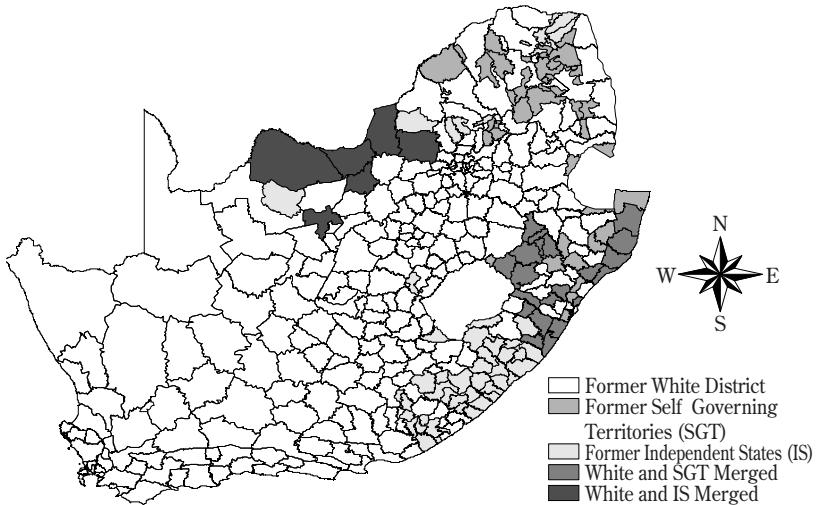 N
W E
S
Former White District
Former Self Governing
Territories (SGT)
Former Independent States (IS)
White and SGT Merged
White and IS Merged